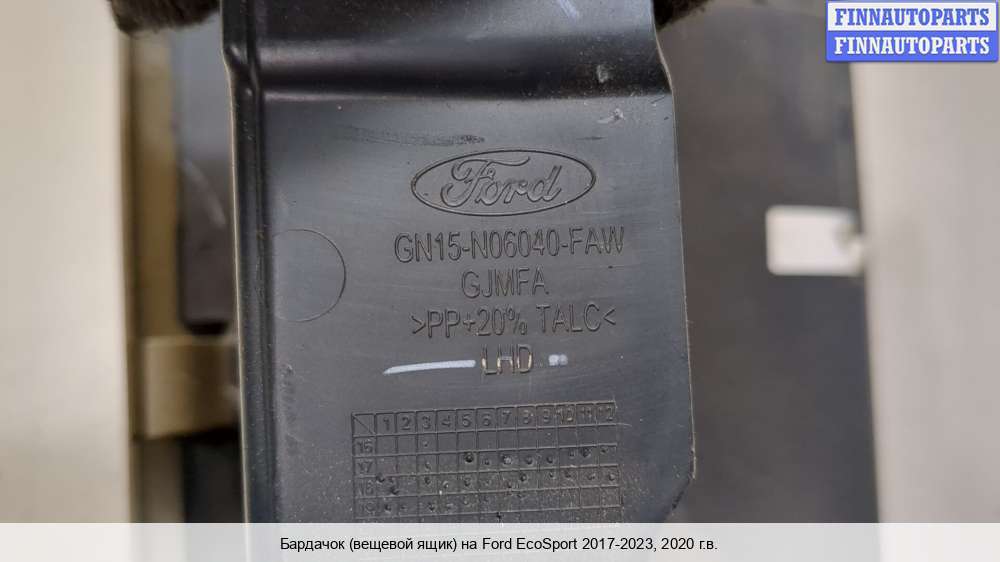 FINNAUTOPARTS
FINNAUTOPARTS
Ford
GN15-N06040-FAW
GJMFA
>PP+20% TALC<
LHD
1 2 3 4 5 6 7 8 9 10 11 12
16
17
18
Бардачок (вещевой ящик) на Ford EcoSport 2017-2023, 2020 г.в.